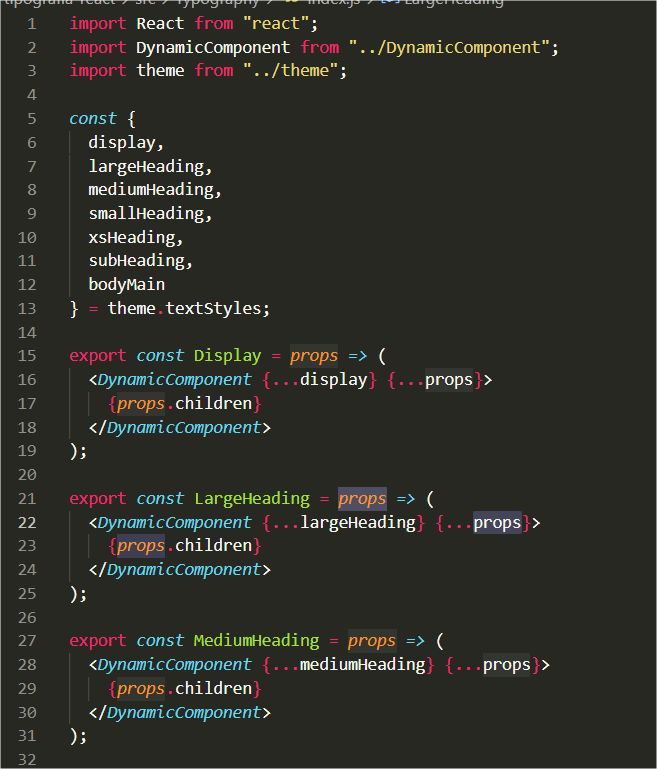 tipografia-react > src > Typography > index.js > LargeHeading
1 import React from "react";
2 import DynamicComponent from "../DynamicComponent";
3 import theme from "../theme";
4
5 const {
6 display,
7 largeHeading,
8 mediumHeading,
9 smallHeading,
10 xsHeading,
11 subHeading,
12 bodyMain
13 } = theme.textStyles;
14
15 export const Display = props => (
16 <DynamicComponent {...display} {...props}>
17 {props.children}
18 </DynamicComponent>
19 );
20
21 export const LargeHeading = props => (
22 <DynamicComponent {...largeHeading} {...props}>
23 {props.children}
24 </DynamicComponent>
25 );
26
27 export const MediumHeading = props => (
28 <DynamicComponent {...mediumHeading} {...props}>
29 {props.children}
30 </DynamicComponent>
31 );
32